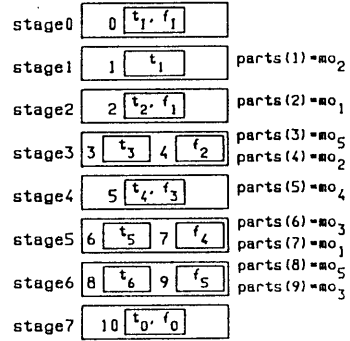 stage0 0 t₁, f₁
stage1 1 t₁ parts(1)=mo₂
stage2 2 t₂, f₁ parts(2)=mo₁
stage3 3 t₃ 4 f₂ parts(3)=mo₅
parts(4)=mo₂
stage4 5 t₄, f₃ parts(5)=mo₄
stage5 6 t₅ 7 f₄ parts(6)=mo₃
parts(7)=mo₁
stage6 8 t₆ 9 f₅ parts(8)=mo₅
parts(9)=mo₃
stage7 10 t₀, f₀